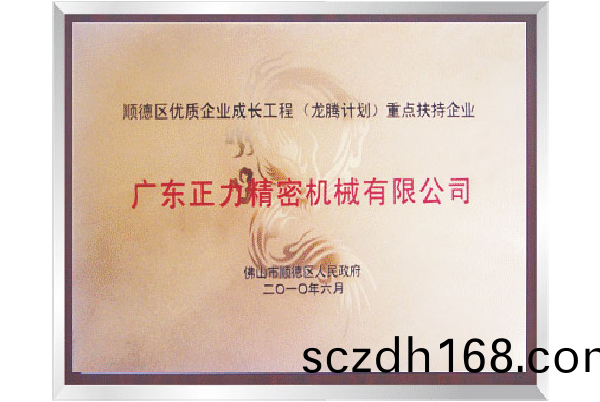 顺德区优质企业成长工程（龙腾计划）重点扶持企业
广东正力精密机械有限公司
佛山市顺德区人民政府
二〇一〇年六月
sczdh168.com